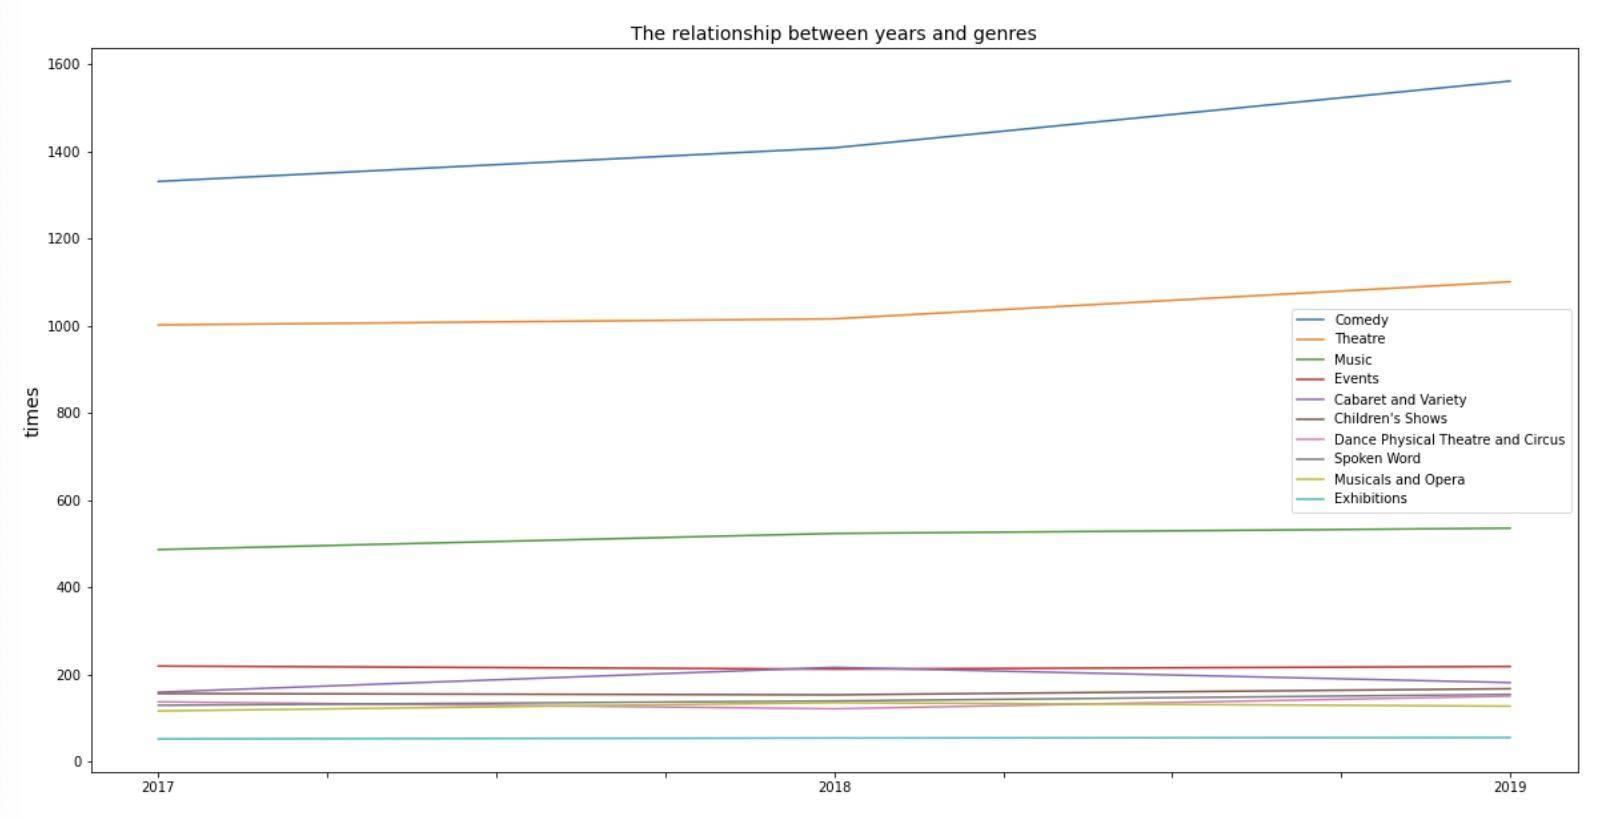 The relationship between years and genres
1600
1400
1200
1000
800
600
400
200
0
times
Comedy
Theatre
Music
Events
Cabaret and Variety
Children's Shows
Dance Physical Theatre and Circus
Spoken Word
Musicals and Opera
Exhibitions
2017 2018 2019